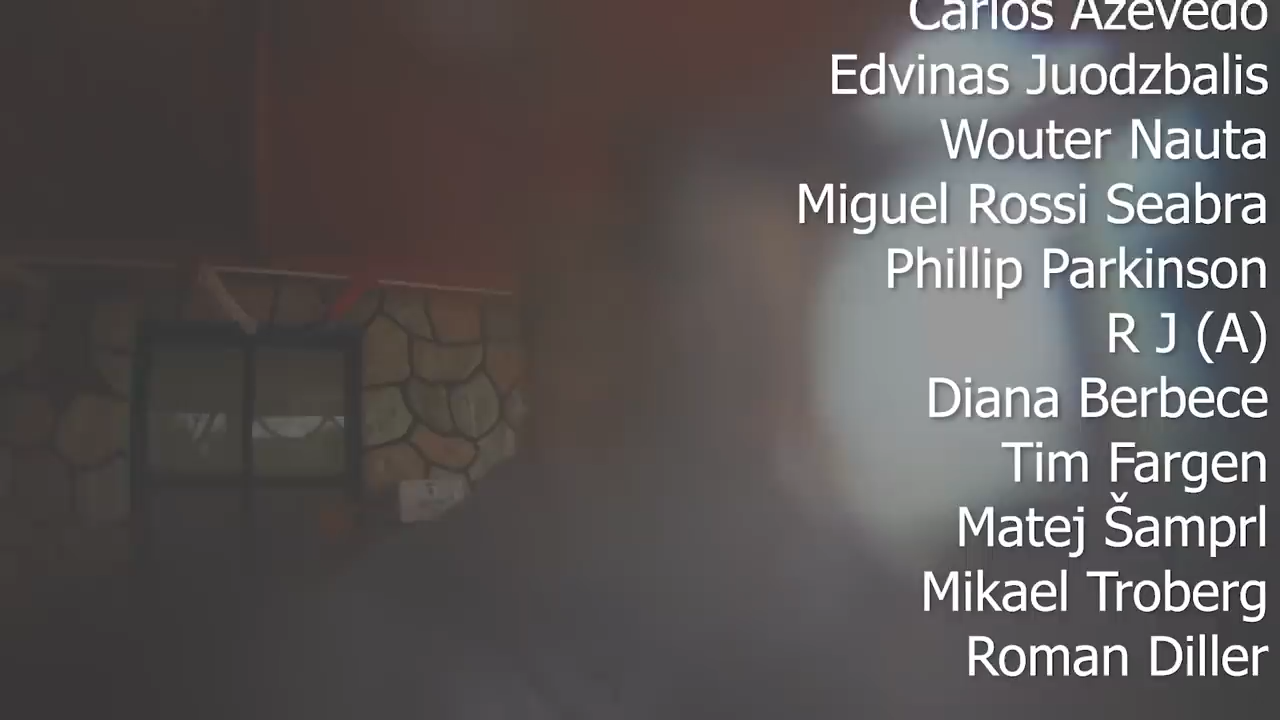 Carlos Azevedo
Edvinas Juodzbalis
Wouter Nauta
Miguel Rossi Seabra
Phillip Parkinson
R J (A)
Diana Berbece
Tim Fargen
Matej Šamprl
Mikael Troberg
Roman Diller